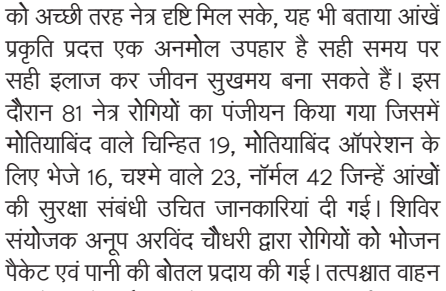 को अच्छी तरह नेत्र दृष्टि मिल सके, यह भी बताया आंखें
प्रकृति प्रदत्त एक अनमोल उपहार है सही समय पर
सही इलाज कर जीवन सुखमय बना सकते हैं। इस
दौरान 81 नेत्र रोगियों का पंजीयन किया गया जिसमें
मोतियाबिंद वाले चिन्हित 19, मोतियाबिंद ऑपरेशन के
लिए भेजे 16, चश्मे वाले 23, नॉर्मल 42 जिन्हें आंखों
की सुरक्षा संबंधी उचित जानकारियां दी गई। शिविर
संयोजक अनूप अरविंद चौधरी द्वारा रोगियों को भोजन
पैकेट एवं पानी की बोतल प्रदाय की गई। तत्पश्चात वाहन